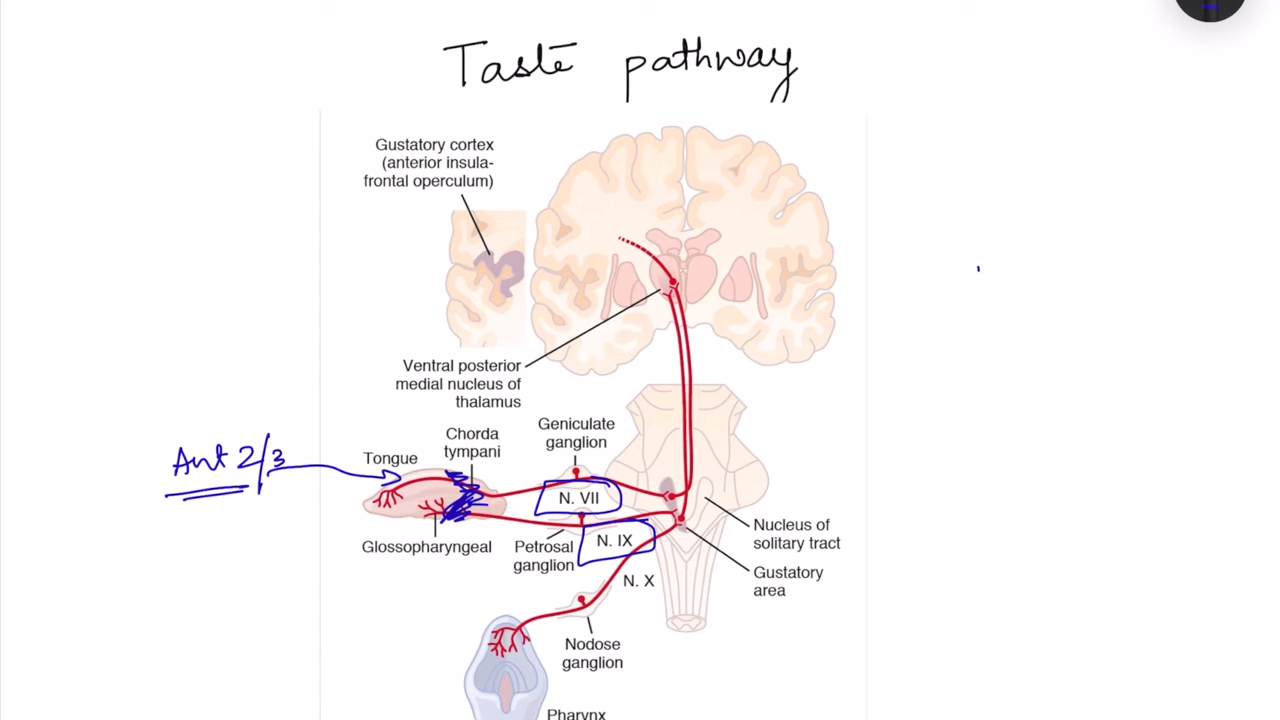 Taste pathway
Gustatory cortex
(anterior insula-
frontal operculum)
Ventral posterior
medial nucleus of
thalamus
Geniculate
ganglion
Chorda
tympani
Ant 2/3
Tongue
N. VII
Glossopharyngeal
Petrosal
ganglion
N. IX
N. X
Nucleus of
solitary tract
Gustatory
area
Nodose
ganglion
Pharynx